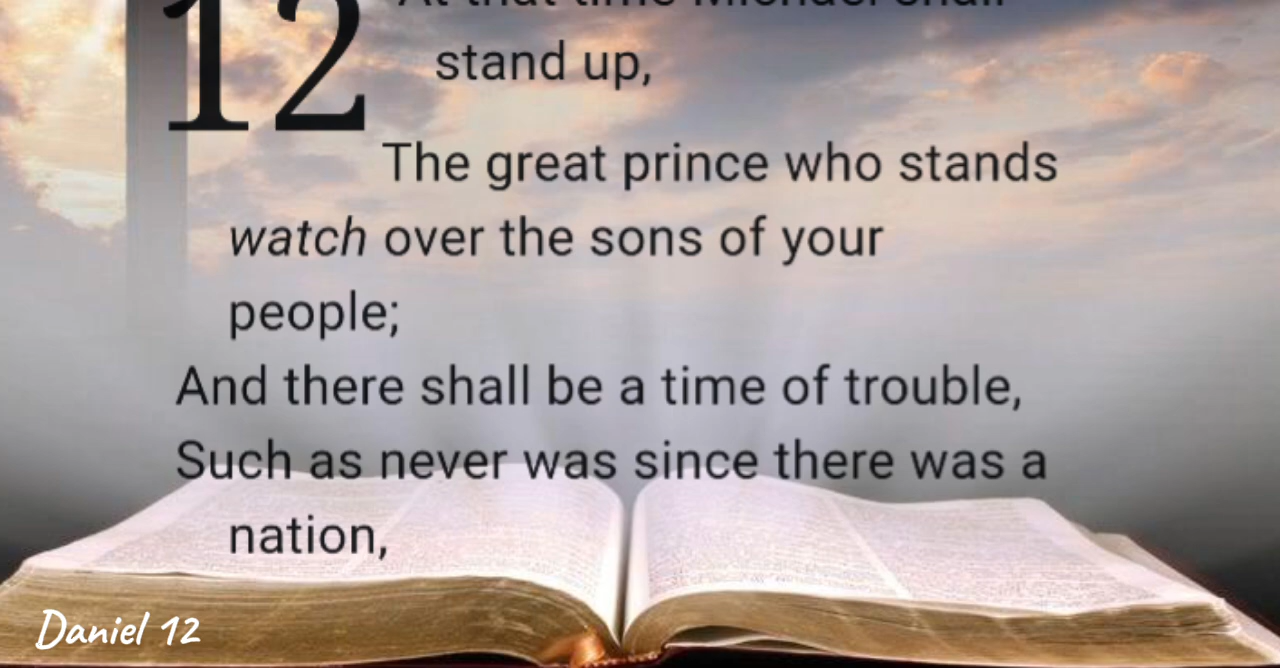 12 At that time Michael shall
stand up,
The great prince who stands
watch over the sons of your
people;
And there shall be a time of trouble,
Such as never was since there was a
nation,
Daniel 12